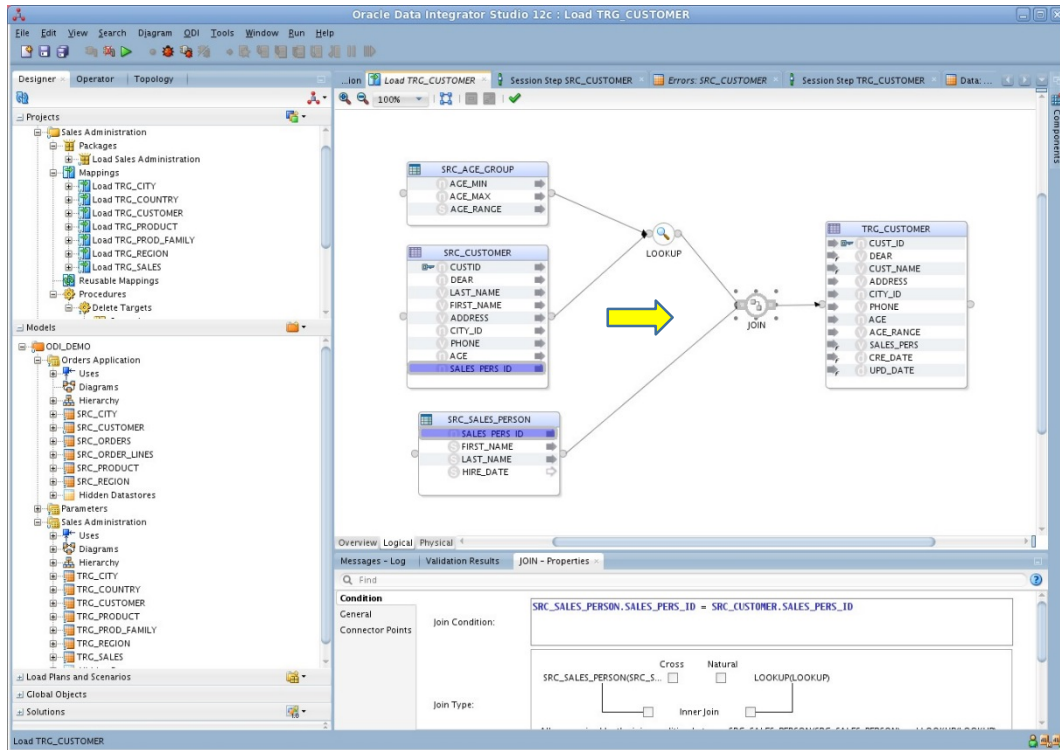 Oracle Data Integrator Studio 12c : Load TRG_CUSTOMER
File Edit View Search Diagram ODI Tools Window Run Help
Designer Operator Topology
Projects
Sales Administration
Packages
Load Sales Administration
Mappings
Load TRG_CITY
Load TRG_COUNTRY
Load TRG_CUSTOMER
Load TRG_PRODUCT
Load TRG_PROD_FAMILY
Load TRG_REGION
Load TRG_SALES
Reusable Mappings
Procedures
Delete Targets
Models
ODI_DEMO
Orders Application
Uses
Diagrams
Hierarchy
SRC_CITY
SRC_CUSTOMER
SRC_ORDERS
SRC_ORDER_LINES
SRC_PRODUCT
SRC_REGION
Hidden Datastores
Parameters
Sales Administration
Uses
Diagrams
Hierarchy
TRG_CITY
TRG_COUNTRY
TRG_CUSTOMER
TRG_PRODUCT
TRG_PROD_FAMILY
TRG_REGION
TRG_SALES
Load Plans and Scenarios
Global Objects
Solutions
...ion Load TRG_CUSTOMER Session Step SRC_CUSTOMER Errors: SRC_CUSTOMER Session Step TRG_CUSTOMER Data: ...
100%
Components
SRC_AGE_GROUP
AGE_MIN
AGE_MAX
AGE_RANGE
SRC_CUSTOMER
CUSTID
DEAR
LAST_NAME
FIRST_NAME
ADDRESS
CITY_ID
PHONE
AGE
SALES_PERS_ID
SRC_SALES_PERSON
SALES_PERS_ID
FIRST_NAME
LAST_NAME
HIRE_DATE
LOOKUP
JOIN
TRG_CUSTOMER
CUST_ID
DEAR
CUST_NAME
ADDRESS
CITY_ID
PHONE
AGE
AGE_RANGE
SALES_PERS
CRE_DATE
UPD_DATE
Overview Logical Physical
Messages - Log Validation Results JOIN - Properties
Find
Condition
General
Connector Points
Join Condition:
SRC_SALES_PERSON.SALES_PERS_ID = SRC_CUSTOMER.SALES_PERS_ID
Cross Natural
SRC_SALES_PERSON(SRC_S... LOOKUP(LOOKUP)
Join Type:
Inner Join
Load TRG_CUSTOMER